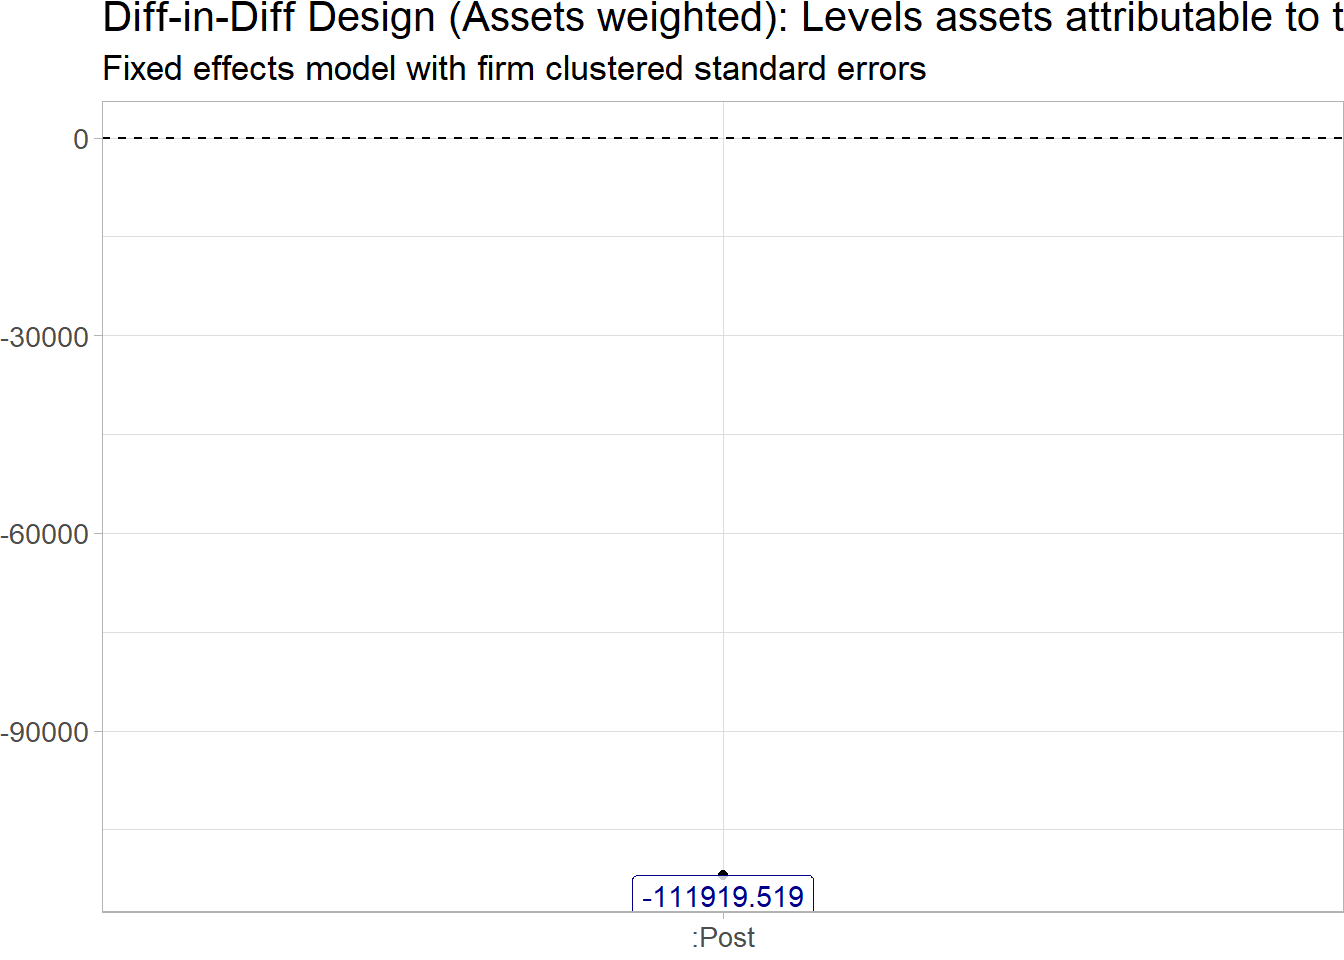 Diff-in-Diff Design (Assets weighted): Levels assets attributable to t
Fixed effects model with firm clustered standard errors
0
-30000
-60000
-90000
-111919.519
:Post